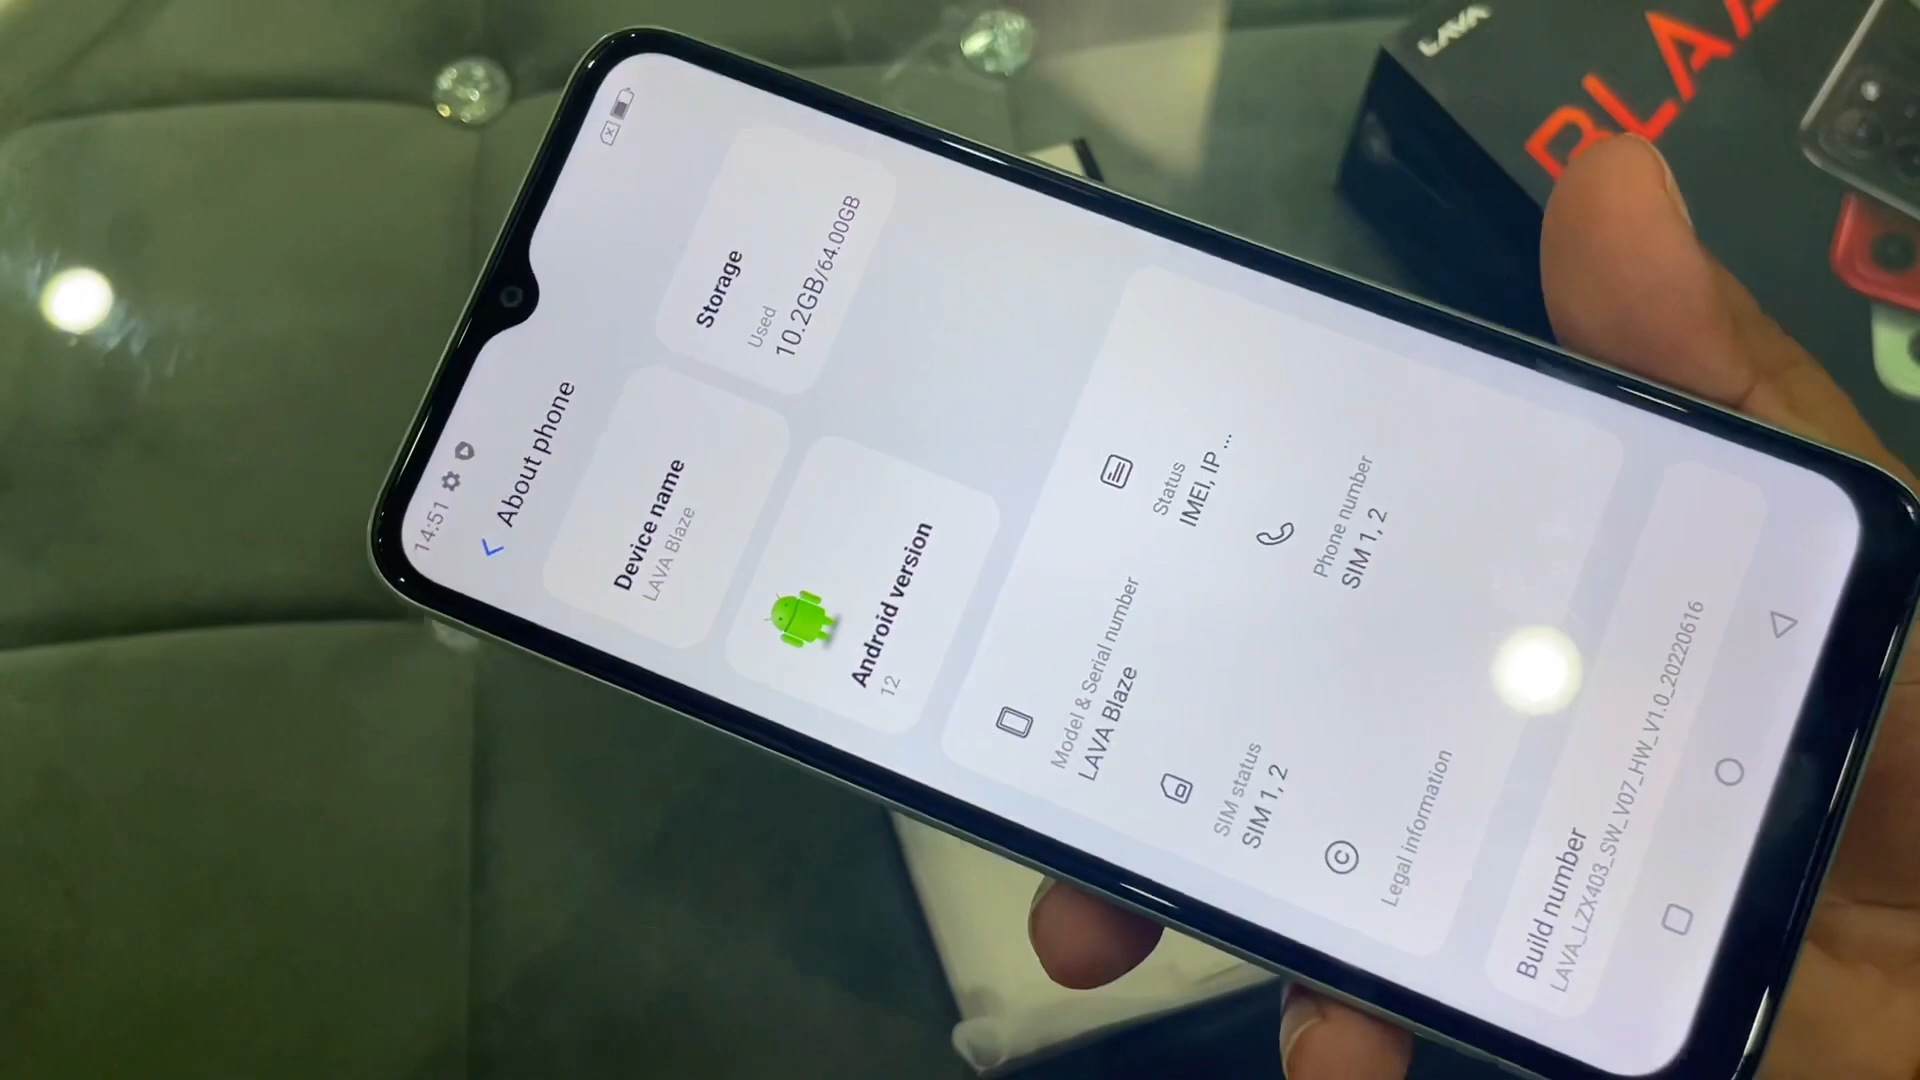 14:51
About phone
Device name
LAVA Blaze
Storage
Used
10.2GB/64.00GB
Android version
12
Model & Serial number
LAVA Blaze
Status
IMEI, IP ...
SIM status
SIM 1, 2
Phone number
SIM 1, 2
Legal information
Build number
LAVA_LZX403_SW_V07_HW_V1.0_20220616
LAVA